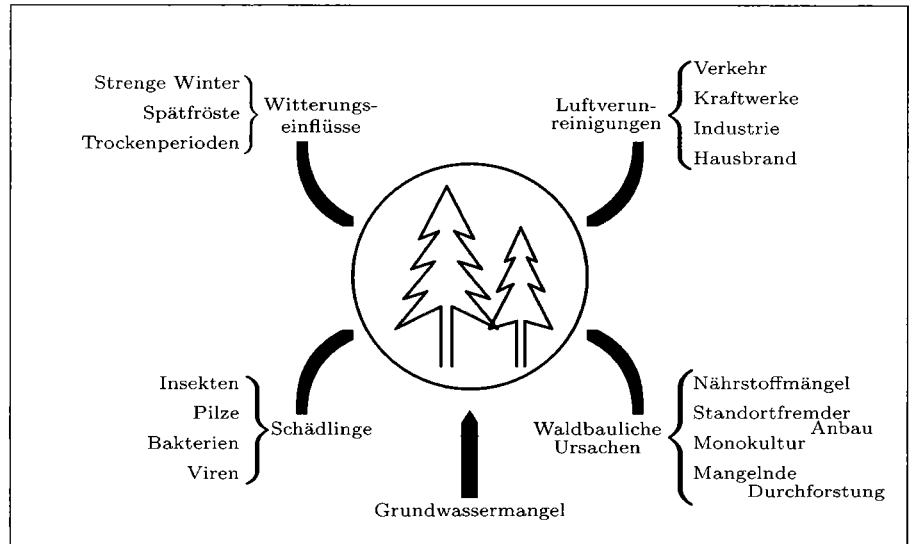 Strenge Winter
Spätfröste
Trockenperioden
Witterungs-
einflüsse
Luftverun-
reinigungen
Verkehr
Kraftwerke
Industrie
Hausbrand
Insekten
Pilze
Bakterien
Viren
Schädlinge
Grundwassermangel
Waldbauliche
Ursachen
Nährstoffmängel
Standortfremder
Anbau
Monokultur
Mangelnde
Durchforstung